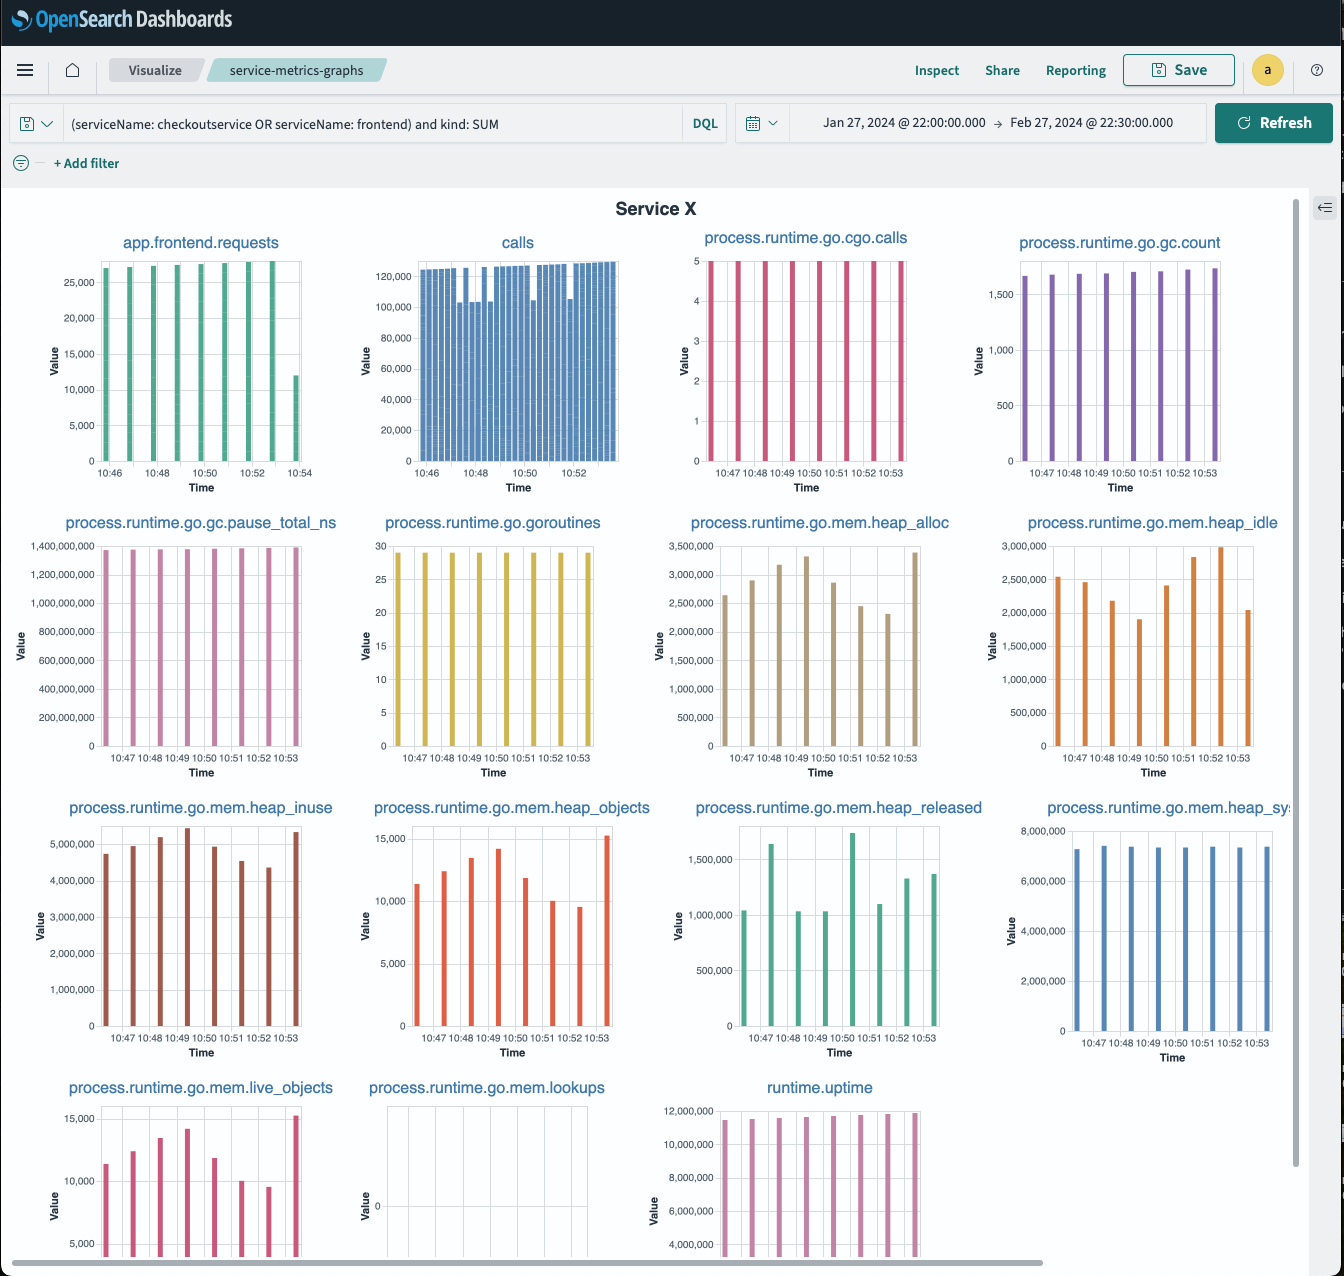 OpenSearch Dashboards
Visualize service-metrics-graphs Inspect Share Reporting Save a
(serviceName: checkoutservice OR serviceName: frontend) and kind: SUM DQL Jan 27, 2024 @ 22:00:00.000 → Feb 27, 2024 @ 22:30:00.000 Refresh
+ Add filter
Service X
app.frontend.requests
Value
25,000
20,000
15,000
10,000
5,000
0
10:46 10:48 10:50 10:52 10:54
Time
calls
Value
120,000
100,000
80,000
60,000
40,000
20,000
0
10:46 10:48 10:50 10:52
Time
process.runtime.go.cgo.calls
Value
5
4
3
2
1
0
10:47 10:48 10:49 10:50 10:51 10:52 10:53
Time
process.runtime.go.gc.count
Value
1,500
1,000
500
0
10:47 10:48 10:49 10:50 10:51 10:52 10:53
Time
process.runtime.go.gc.pause_total_ns
Value
1,400,000,000
1,200,000,000
1,000,000,000
800,000,000
600,000,000
400,000,000
200,000,000
0
10:47 10:48 10:49 10:50 10:51 10:52 10:53
Time
process.runtime.go.goroutines
Value
30
25
20
15
10
5
0
10:47 10:48 10:49 10:50 10:51 10:52 10:53
Time
process.runtime.go.mem.heap_alloc
Value
3,500,000
3,000,000
2,500,000
2,000,000
1,500,000
1,000,000
500,000
0
10:47 10:48 10:49 10:50 10:51 10:52 10:53
Time
process.runtime.go.mem.heap_idle
Value
3,000,000
2,500,000
2,000,000
1,500,000
1,000,000
500,000
0
10:47 10:48 10:49 10:50 10:51 10:52 10:53
Time
process.runtime.go.mem.heap_inuse
Value
5,000,000
4,000,000
3,000,000
2,000,000
1,000,000
0
10:47 10:48 10:49 10:50 10:51 10:52 10:53
Time
process.runtime.go.mem.heap_objects
Value
15,000
10,000
5,000
0
10:47 10:48 10:49 10:50 10:51 10:52 10:53
Time
process.runtime.go.mem.heap_released
Value
1,500,000
1,000,000
500,000
0
10:47 10:48 10:49 10:50 10:51 10:52 10:53
Time
process.runtime.go.mem.heap_sy
Value
8,000,000
6,000,000
4,000,000
2,000,000
0
10:47 10:48 10:49 10:50 10:51 10:52 10:53
Time
process.runtime.go.mem.live_objects
Value
15,000
10,000
5,000
process.runtime.go.mem.lookups
Value
0
runtime.uptime
Value
12,000,000
10,000,000
8,000,000
6,000,000
4,000,000